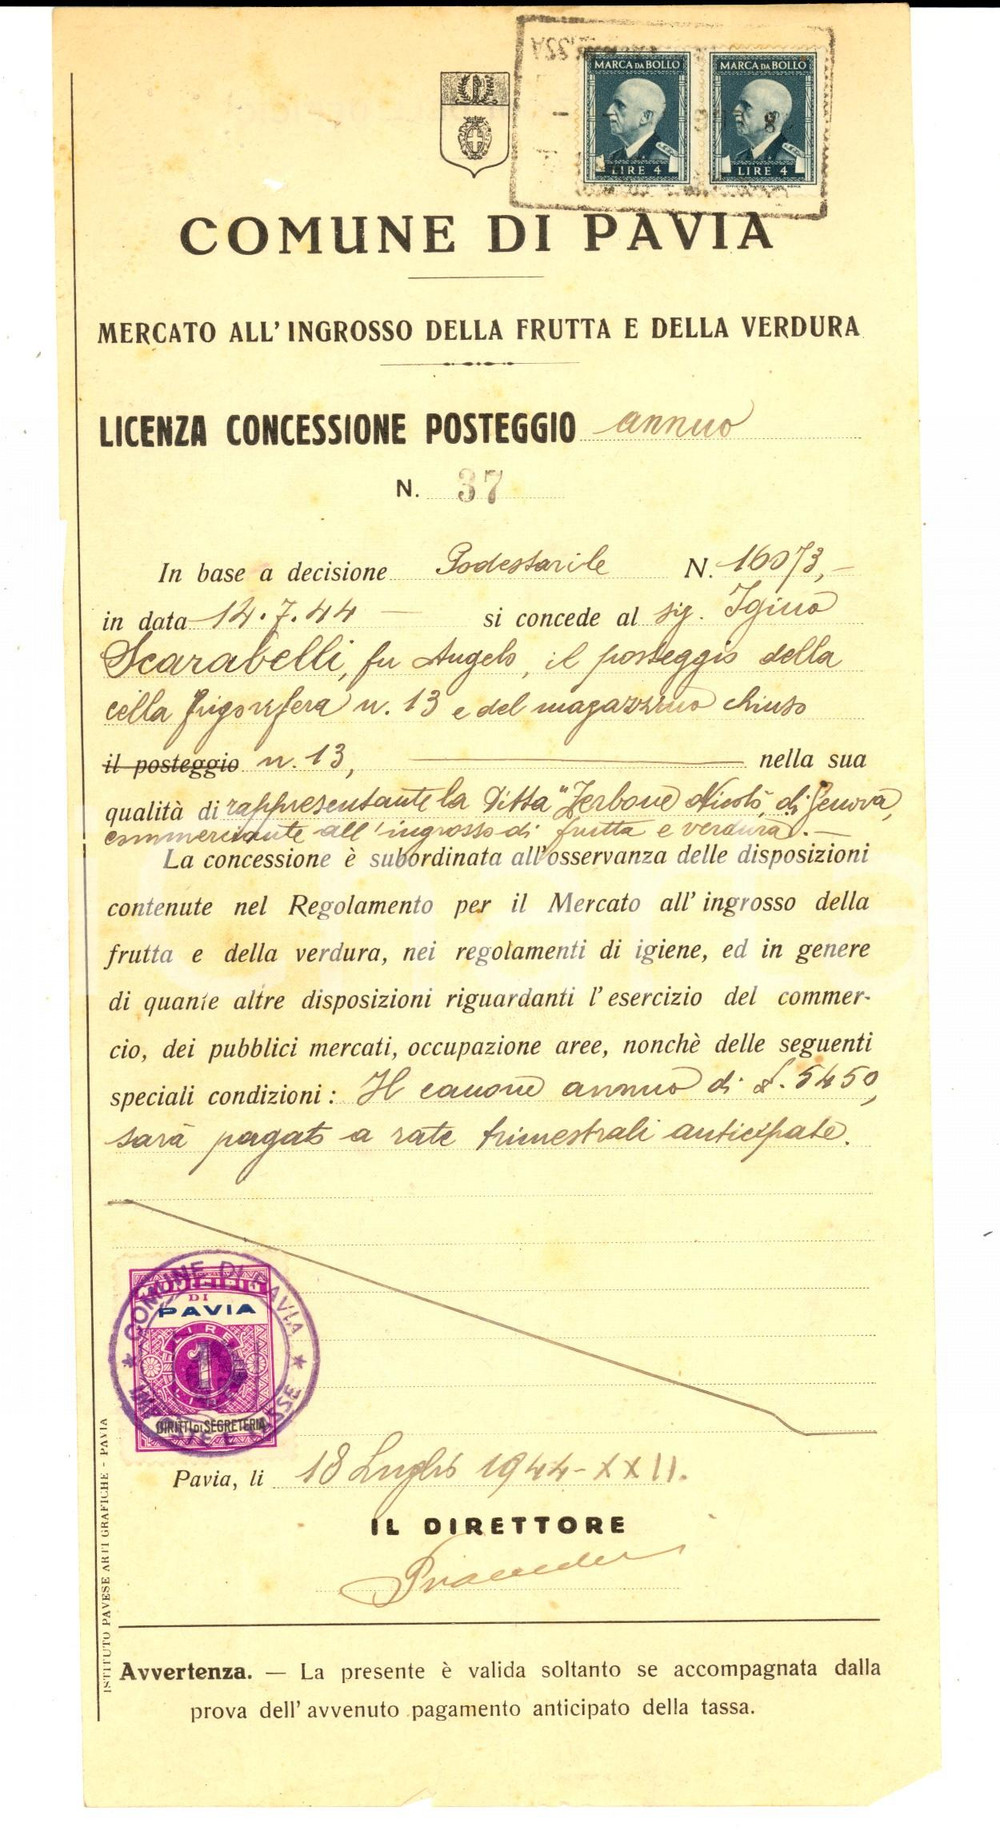 MARCA DA BOLLO
LIRE 4
MARCA DA BOLLO
LIRE 4
COMUNE DI PAVIA
MERCATO ALL'INGROSSO DELLA FRUTTA E DELLA VERDURA
LICENZA CONCESSIONE POSTEGGIO annuo
N. 37
In base a decisione Podestarile N. 16073,-
in data 12.7.44 — si concede al sig. Igino
Scarabelli, fu Angelo, il posteggio della
cella frigorifera n. 13 e del magazzino chiuso
il posteggio n. 13, nella sua
qualità di rappresentante la Ditta "Zerbone Nicolò, di Genova,
commerciante all'ingrosso di frutta e verdura.-
La concessione è subordinata all'osservanza delle disposizioni
contenute nel Regolamento per il Mercato all'ingrosso della
frutta e della verdura, nei regolamenti di igiene, ed in genere
di quante altre disposizioni riguardanti l'esercizio del commer-
cio, dei pubblici mercati, occupazione aree, nonchè delle seguenti
speciali condizioni: Il canone annuo di £. 5450,
sarà pagato a rate trimestrali anticipate.
COMUNE DI PAVIA
DI
PAVIA
LIRE
1
LIRE
DIRITTI DI SEGRETERIA
Pavia, li 18 Luglio 1944-XXII.
IL DIRETTORE
Avvertenza. — La presente è valida soltanto se accompagnata dalla
prova dell'avvenuto pagamento anticipato della tassa.
ISTITUTO PAVESE ARTI GRAFICHE - PAVIA